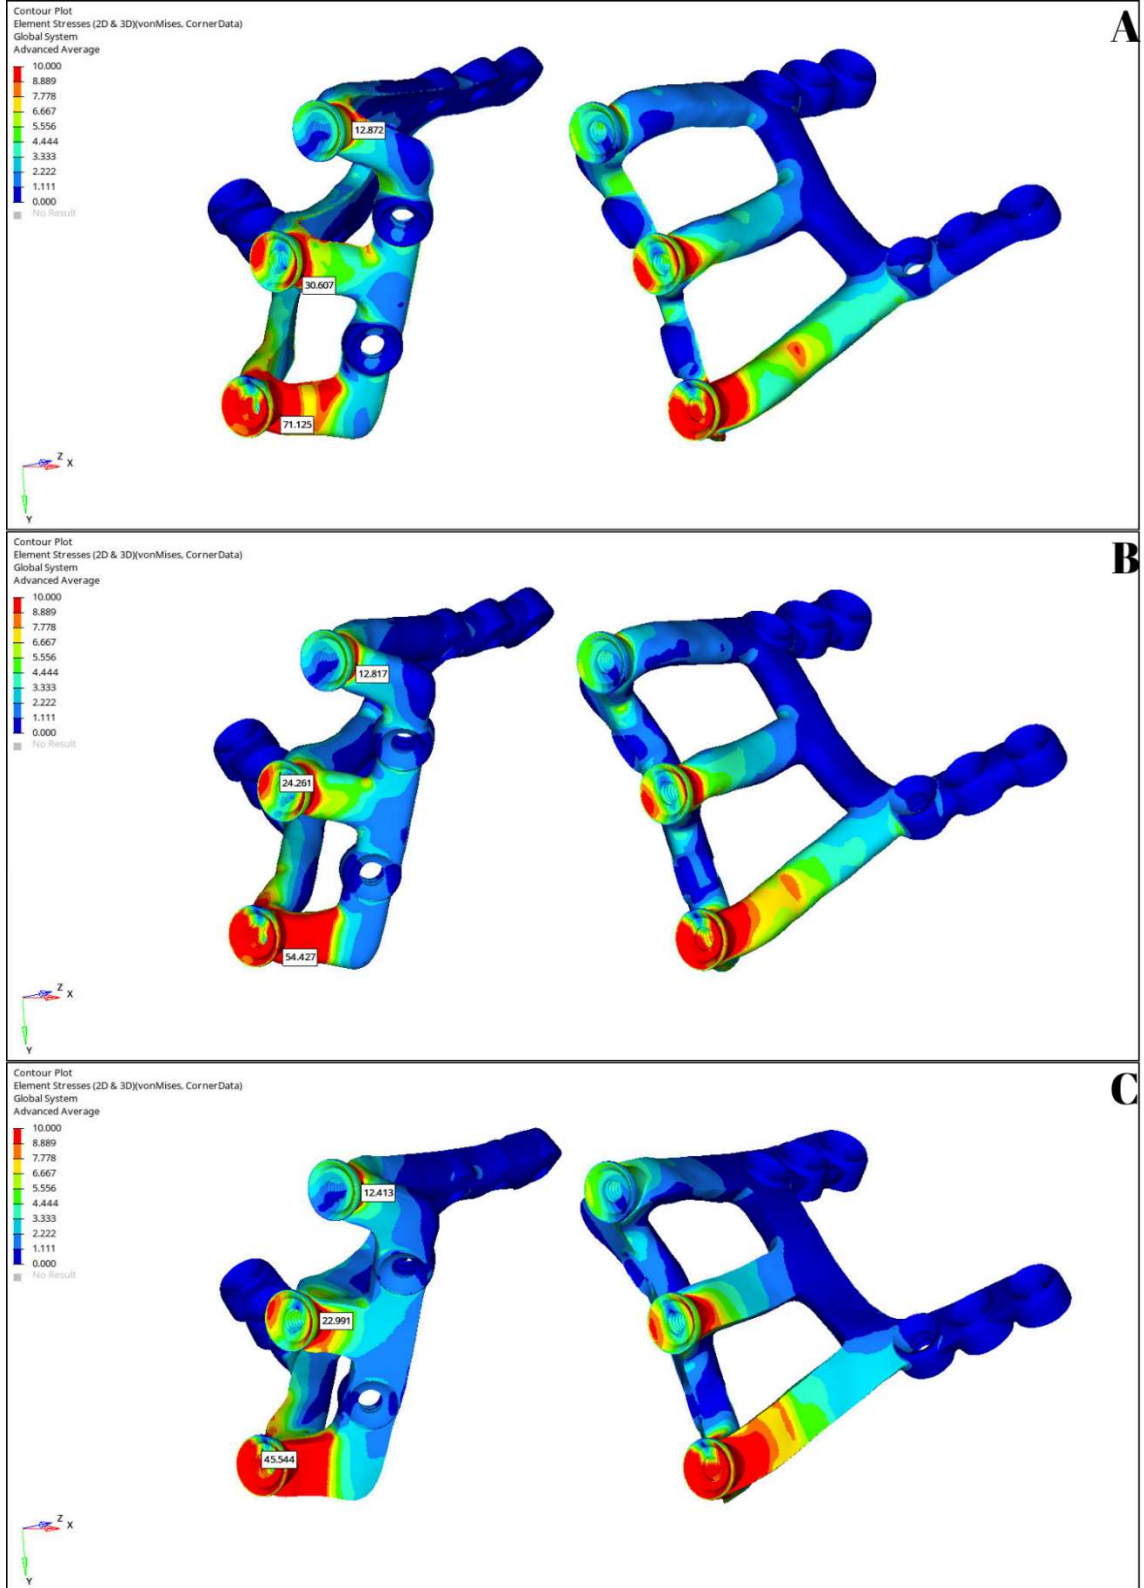 Contour Plot
Element Stresses (2D & 3D)(vonMises, CornerData)
Global System
Advanced Average
10.000
8.889
7.778
6.667
5.556
4.444
3.333
2.222
1.111
0.000
No Result
A
12.872
30.607
71.125
Z
X
Y
Contour Plot
Element Stresses (2D & 3D)(vonMises, CornerData)
Global System
Advanced Average
10.000
8.889
7.778
6.667
5.556
4.444
3.333
2.222
1.111
0.000
No Result
B
12.817
24.261
54.427
Z
X
Y
Contour Plot
Element Stresses (2D & 3D)(vonMises, CornerData)
Global System
Advanced Average
10.000
8.889
7.778
6.667
5.556
4.444
3.333
2.222
1.111
0.000
No Result
C
12.413
22.991
45.544
Z
X
Y